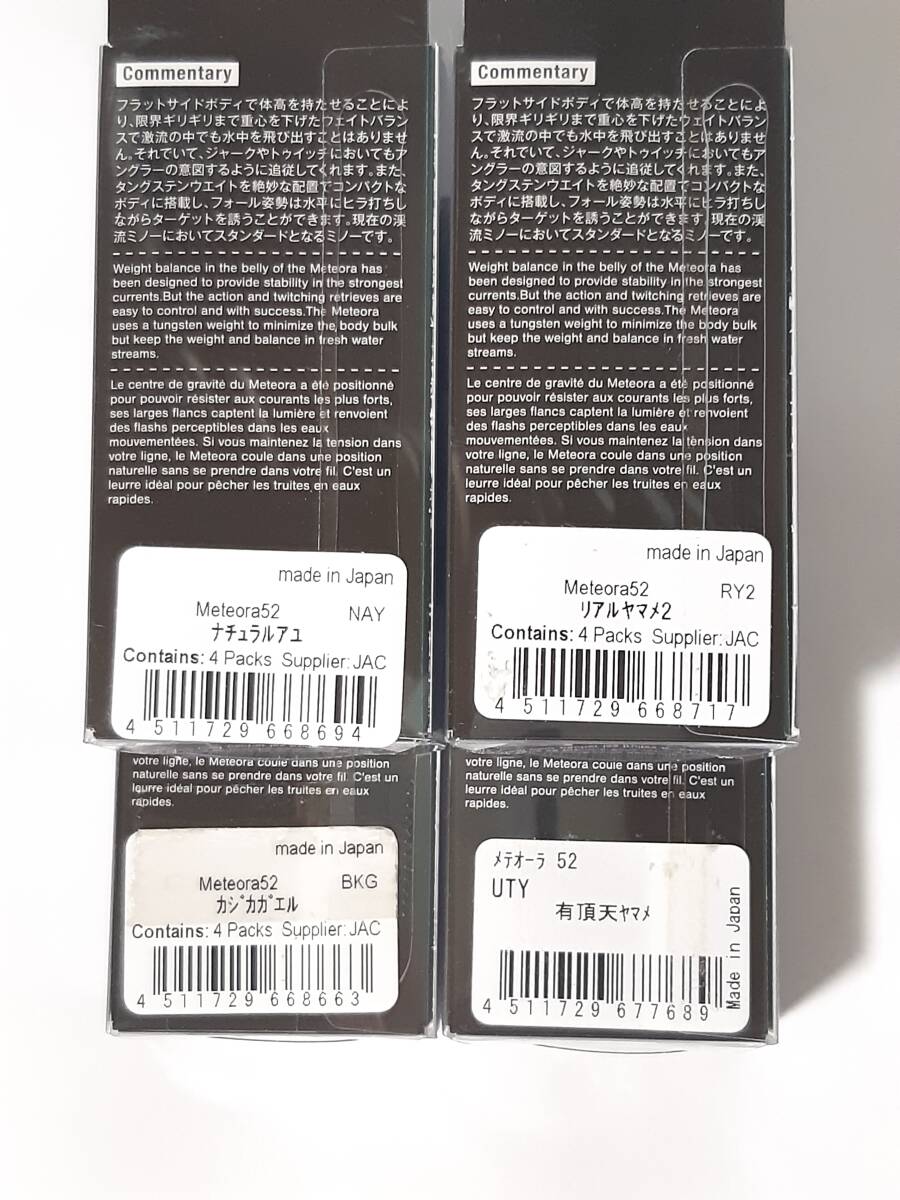 Commentary
フラットサイドボディで体高を持たせることによ
り、限界ギリギリまで重心を下げたウェイトバラン
スで激流の中でも水中を飛び出すことはありませ
ん。それでいて、ジャークやトゥイッチにおいてもア
ングラーの意図するように追従してくれます。また、
タングステンウエイトを絶妙な配置でコンパクトな
ボディに搭載し、フォール姿勢は水平にヒラ打ちし
ながらターゲットを誘うことができます。現在の渓
流ミノーにおいてスタンダードとなるミノーです。
Weight balance in the belly of the Meteora has
been designed to provide stability in the strongest
currents.But the action and twitching retrieves are
easy to control and with success.The Meteora
uses a tungsten weight to minimize the body bulk
but keep the weight and balance in fresh water
streams.
Le centre de gravité du Meteora a été positionné
pour pouvoir résister aux courants les plus forts,
ses larges flancs captent la lumière et renvoient
des flashs perceptibles dans les eaux
mouvementées. Si vous maintenez la tension dans
votre ligne, le Meteora coule dans une position
naturelle sans se prendre dans votre fil. C'est un
leurre idéal pour pêcher les truites en eaux
rapides.
made in Japan
Meteora52 NAY
ナチュラルアユ
Contains: 4 Packs Supplier: JAC
4 511729 668694
Commentary
フラットサイドボディで体高を持たせることによ
り、限界ギリギリまで重心を下げたウェイトバラン
スで激流の中でも水中を飛び出すことはありませ
ん。それでいて、ジャークやトゥイッチにおいてもア
ングラーの意図するように追従してくれます。また、
タングステンウエイトを絶妙な配置でコンパクトな
ボディに搭載し、フォール姿勢は水平にヒラ打ちし
ながらターゲットを誘うことができます。現在の渓
流ミノーにおいてスタンダードとなるミノーです。
Weight balance in the belly of the Meteora has
been designed to provide stability in the strongest
currents.But the action and twitching retrieves are
easy to control and with success.The Meteora
uses a tungsten weight to minimize the body bulk
but keep the weight and balance in fresh water
streams.
Le centre de gravité du Meteora a été positionné
pour pouvoir résister aux courants les plus forts,
ses larges flancs captent la lumière et renvoient
des flashs perceptibles dans les eaux
mouvementées. Si vous maintenez la tension dans
votre ligne, le Meteora coule dans une position
naturelle sans se prendre dans votre fil. C'est un
leurre idéal pour pêcher les truites en eaux
rapides.
made in Japan
Meteora52 RY2
リアルヤマメ2
Contains: 4 Packs Supplier: JAC
4 511729 668717
votre ligne, le Meteora coule dans une position
naturelle sans se prendre dans votre fil. C'est un
leurre idéal pour pêcher les truites en eaux
rapides.
made in Japan
Meteora52 BKG
カジカガエル
Contains: 4 Packs Supplier: JAC
4 511729 668663
votre ligne, le Meteora coule dans une position
naturelle sans se prendre dans votre fil. C'est un
leurre idéal pour pêcher les truites en eaux
rapides.
メテオーラ 52
UTY
有頂天ヤマメ
4 511729 677689
Made in Japan